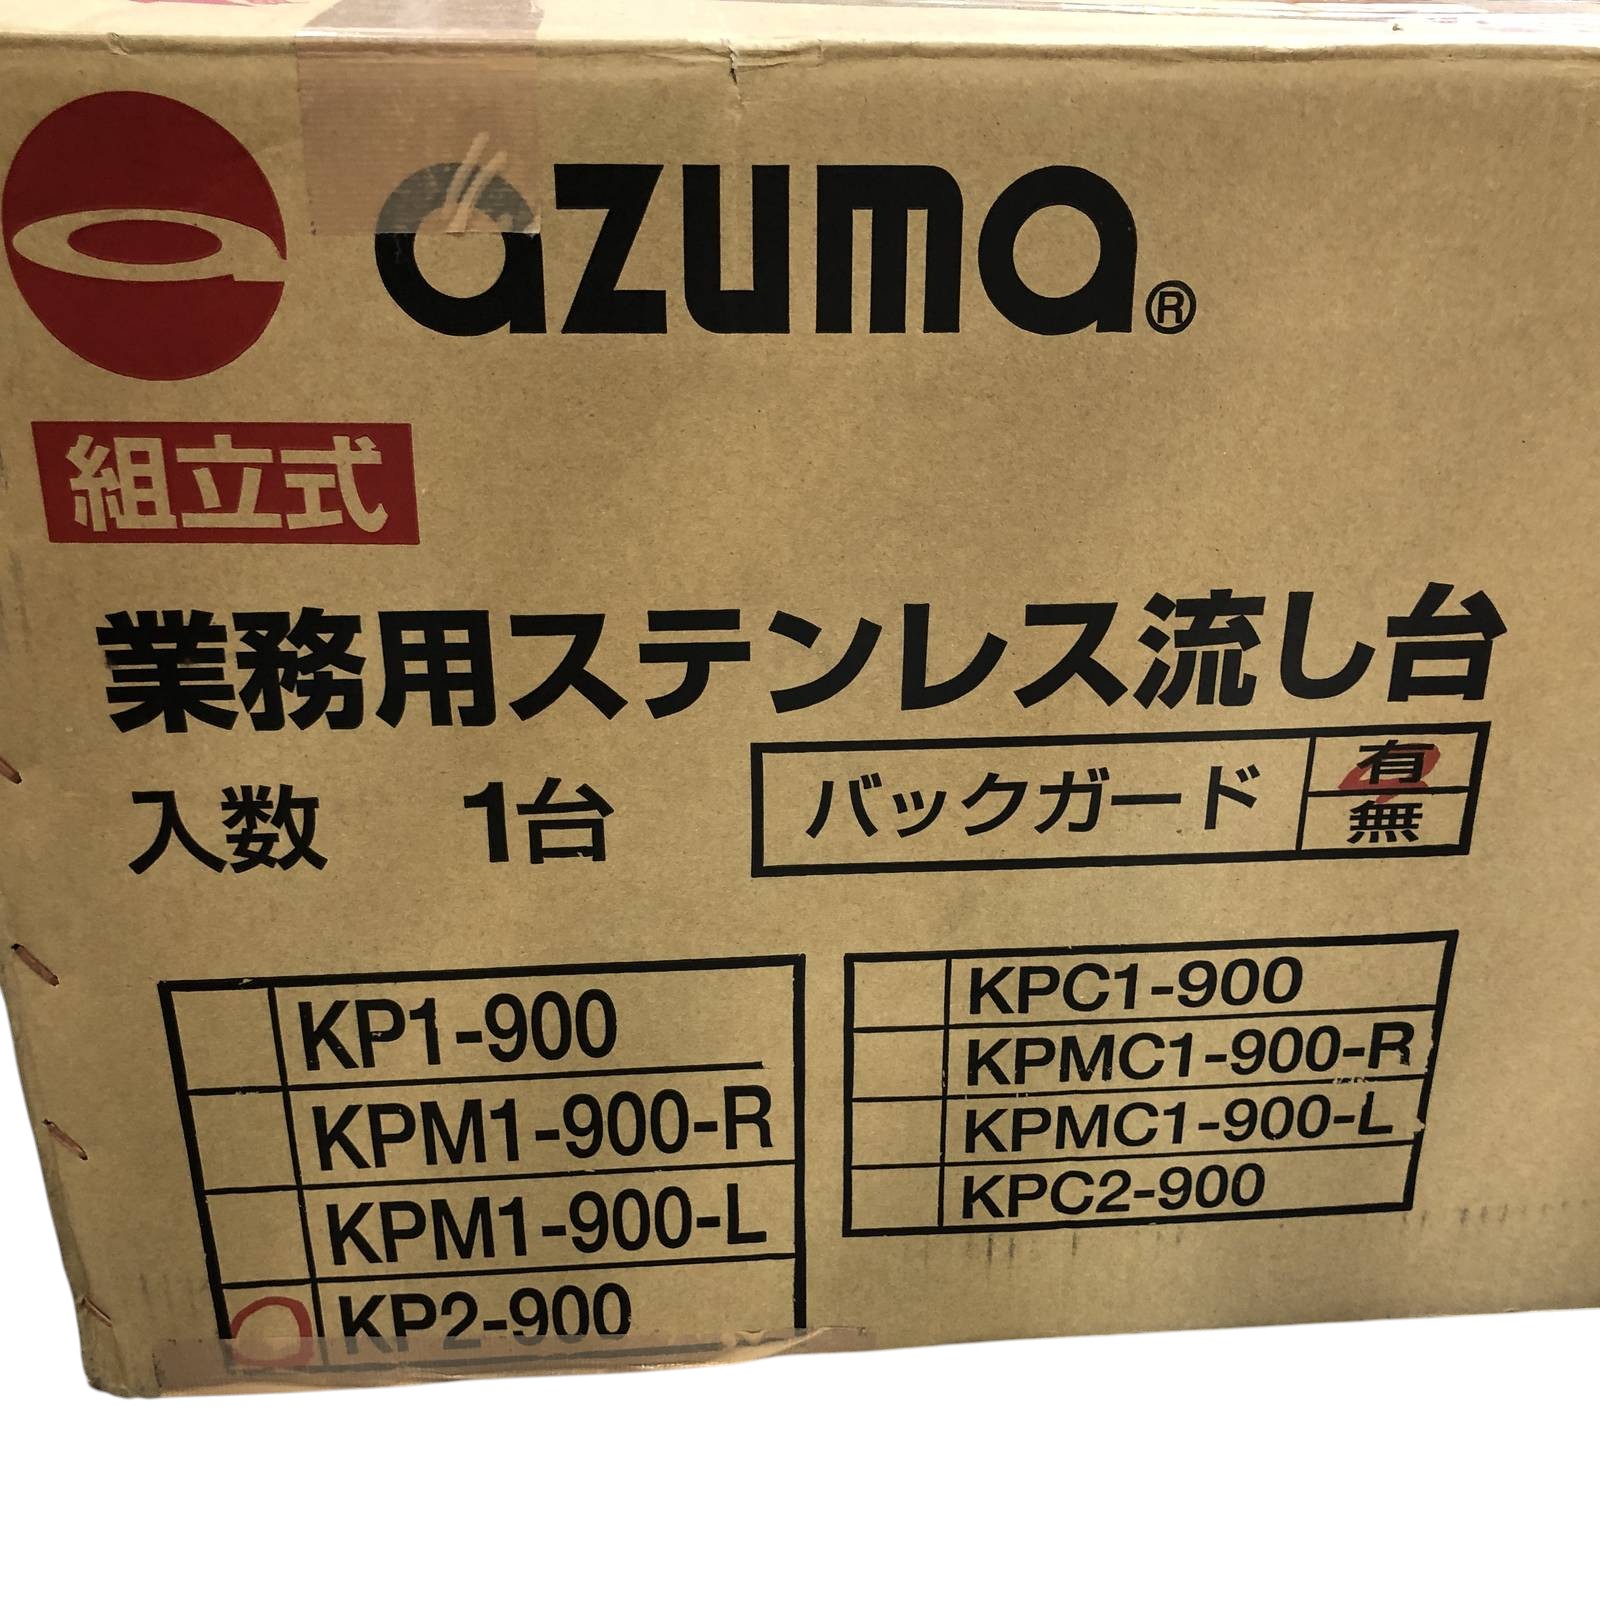 azuma®
組立式
業務用ステンレス流し台
入数 1台
バックガード 有 無
KP1-900
KPM1-900-R
KPM1-900-L
KP2-900
KPC1-900
KPMC1-900-R
KPMC1-900-L
KPC2-900